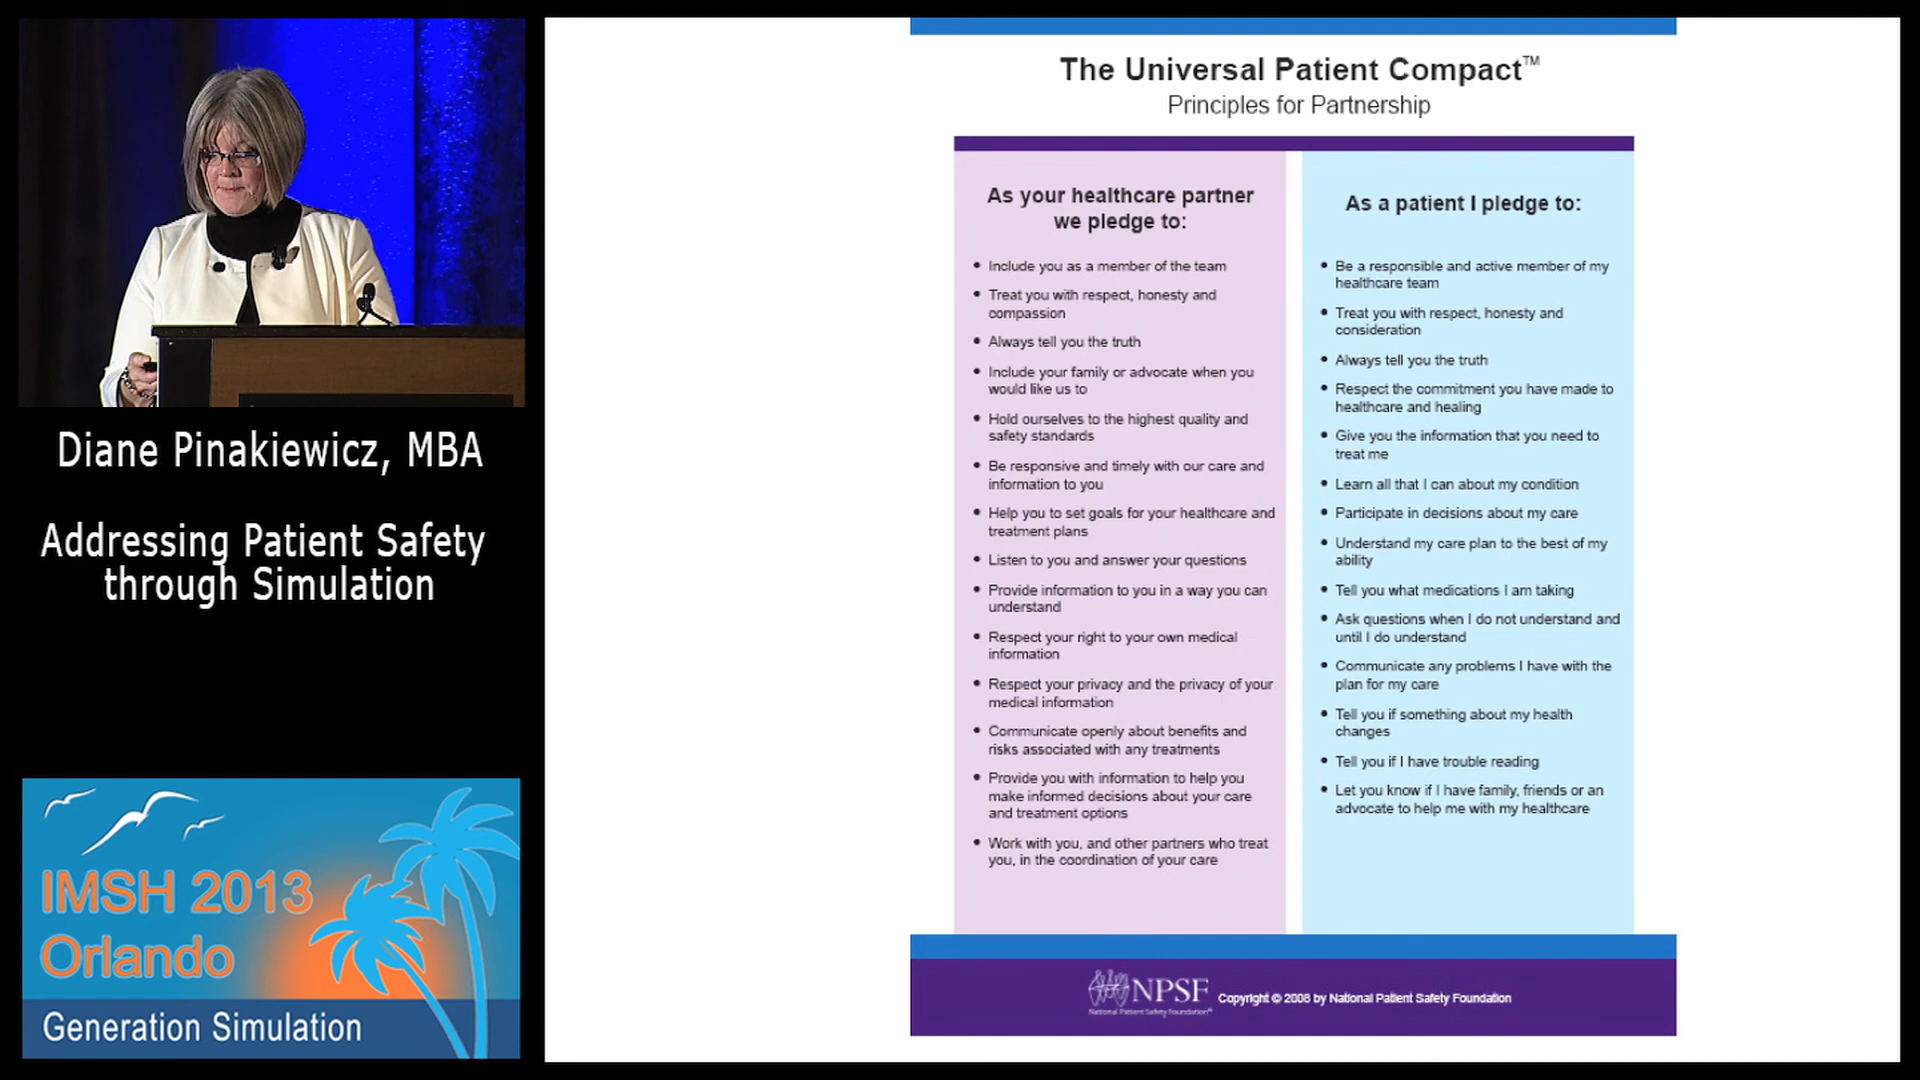 Diane Pinakiewicz, MBA
Addressing Patient Safety
through Simulation
IMSH 2013
Orlando
Generation Simulation
The Universal Patient Compact™
Principles for Partnership
As your healthcare partner
we pledge to:
• Include you as a member of the team
• Treat you with respect, honesty and
compassion
• Always tell you the truth
• Include your family or advocate when you
would like us to
• Hold ourselves to the highest quality and
safety standards
• Be responsive and timely with our care and
information to you
• Help you to set goals for your healthcare and
treatment plans
• Listen to you and answer your questions
• Provide information to you in a way you can
understand
• Respect your right to your own medical
information
• Respect your privacy and the privacy of your
medical information
• Communicate openly about benefits and
risks associated with any treatments
• Provide you with information to help you
make informed decisions about your care
and treatment options
• Work with you, and other partners who treat
you, in the coordination of your care
As a patient I pledge to:
• Be a responsible and active member of my
healthcare team
• Treat you with respect, honesty and
consideration
• Always tell you the truth
• Respect the commitment you have made to
healthcare and healing
• Give you the information that you need to
treat me
• Learn all that I can about my condition
• Participate in decisions about my care
• Understand my care plan to the best of my
ability
• Tell you what medications I am taking
• Ask questions when I do not understand and
until I do understand
• Communicate any problems I have with the
plan for my care
• Tell you if something about my health
changes
• Tell you if I have trouble reading
• Let you know if I have family, friends or an
advocate to help me with my healthcare
NPSF
National Patient Safety Foundation®
Copyright © 2008 by National Patient Safety Foundation